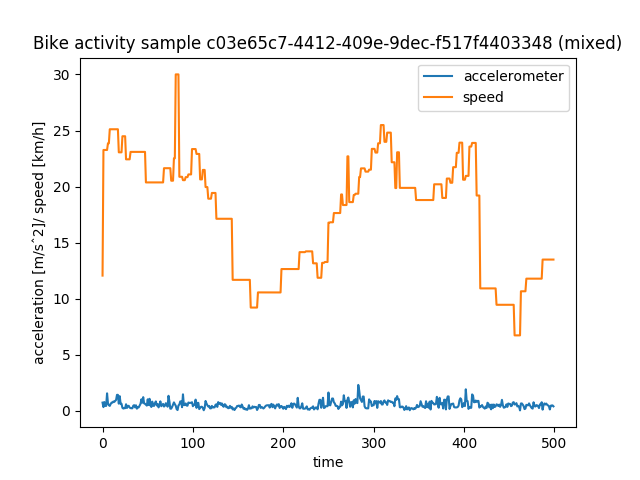 Bike activity sample c03e65c7-4412-409e-9dec-f517f4403348 (mixed)
accelerometer
speed
acceleration [m/s^2]/ speed [km/h]
30
25
20
15
10
5
0
0 100 200 300 400 500
time